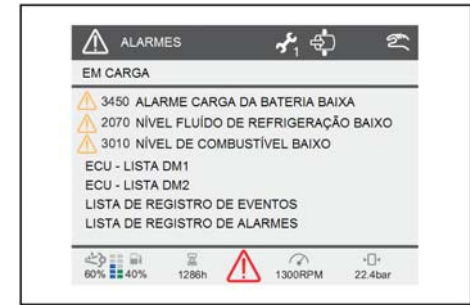 ALARMES
1
EM CARGA
3450 ALARME CARGA DA BATERIA BAIXA
2070 NÍVEL FLUÍDO DE REFRIGERAÇÃO BAIXO
3010 NÍVEL DE COMBUSTÍVEL BAIXO
ECU - LISTA DM1
ECU - LISTA DM2
LISTA DE REGISTRO DE EVENTOS
LISTA DE REGISTRO DE ALARMES
60% 40% 1286h 1300RPM 22.4bar